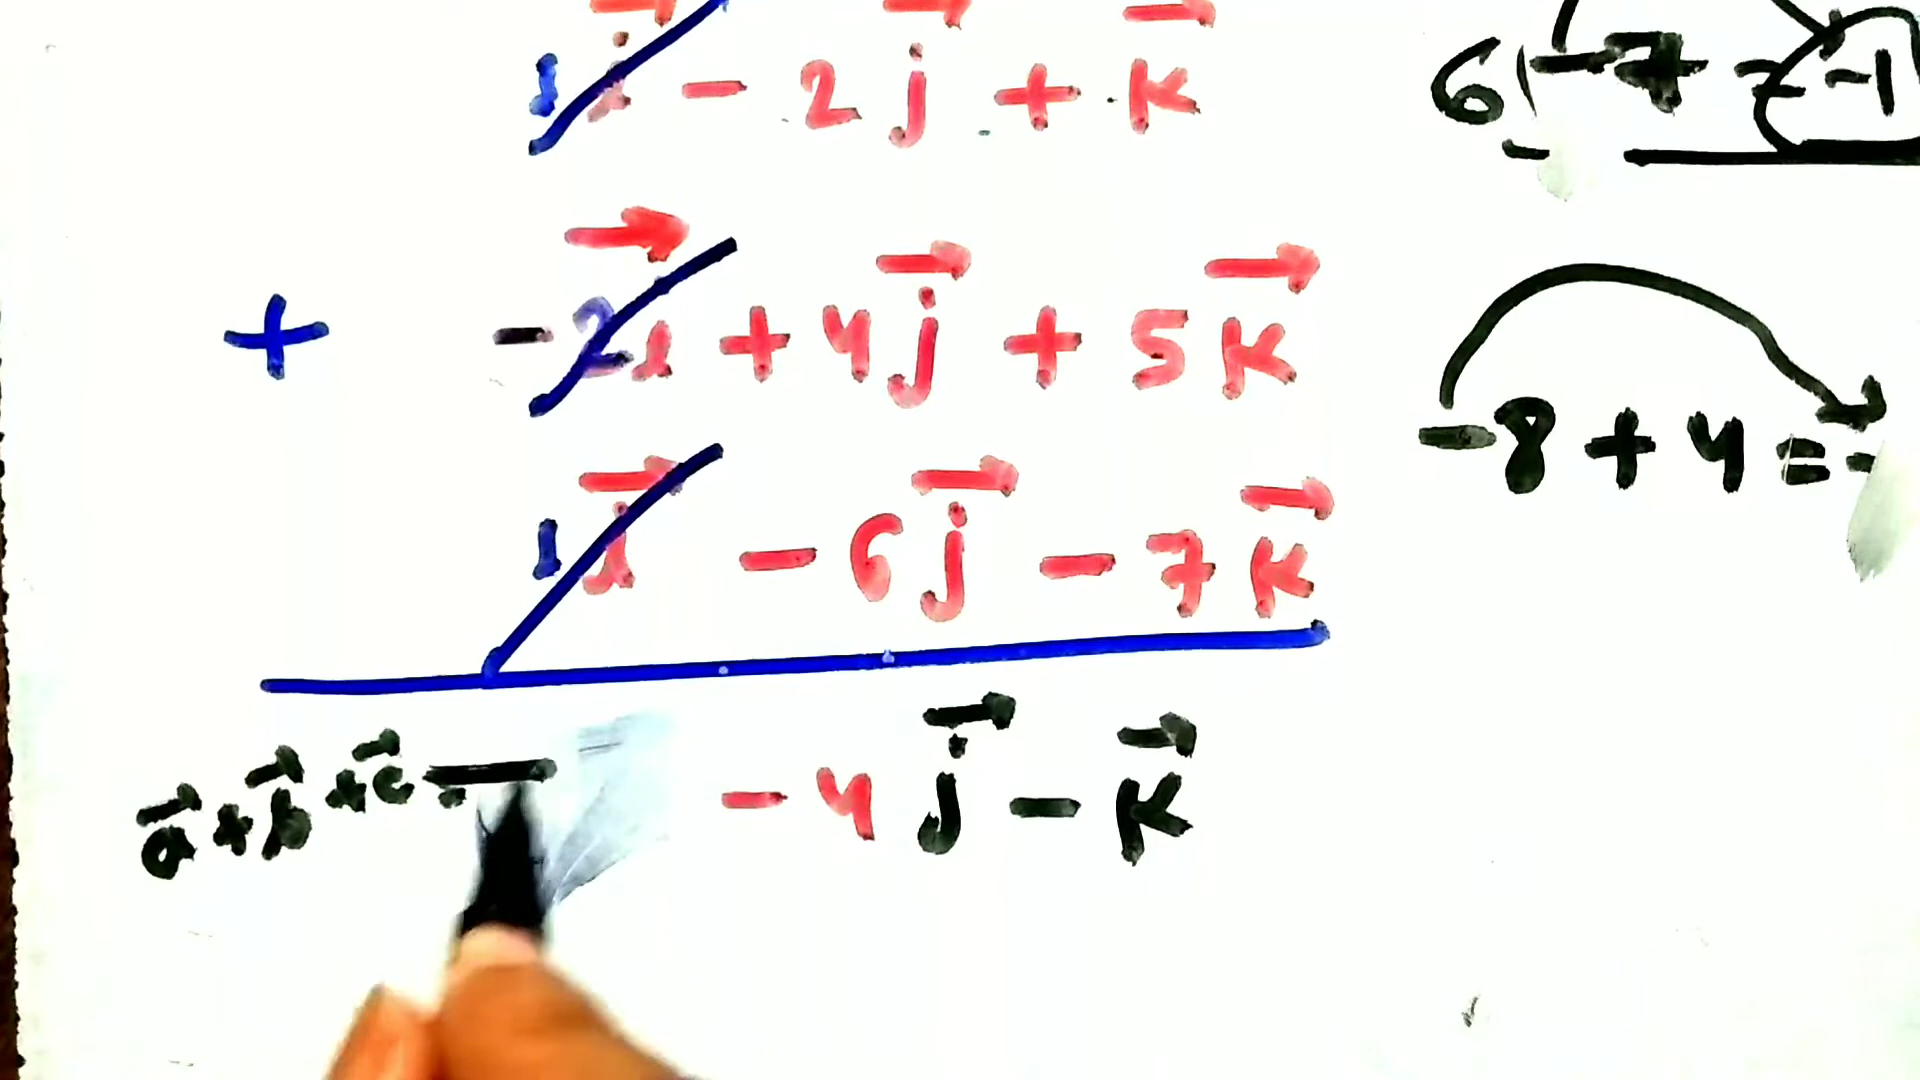 1i⃗ - 2j⃗ + k⃗
6 - 7 = -1
+ -2i⃗ + 4j⃗ + 5k⃗
-8 + 4 = -
1i⃗ - 6j⃗ - 7k⃗
a⃗ + b⃗ + c⃗ = - 4j⃗ - k⃗